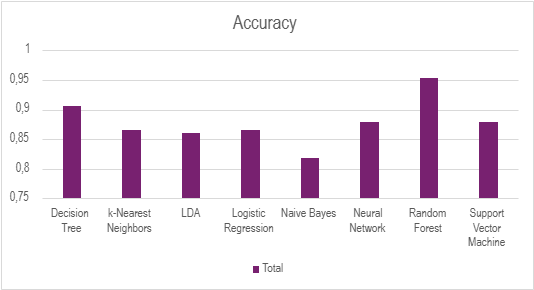 Accuracy
1
0,95
0,9
0,85
0,8
0,75
Decision
Tree
k-Nearest
Neighbors
LDA
Logistic
Regression
Naive Bayes
Neural
Network
Random
Forest
Support
Vector
Machine
Total